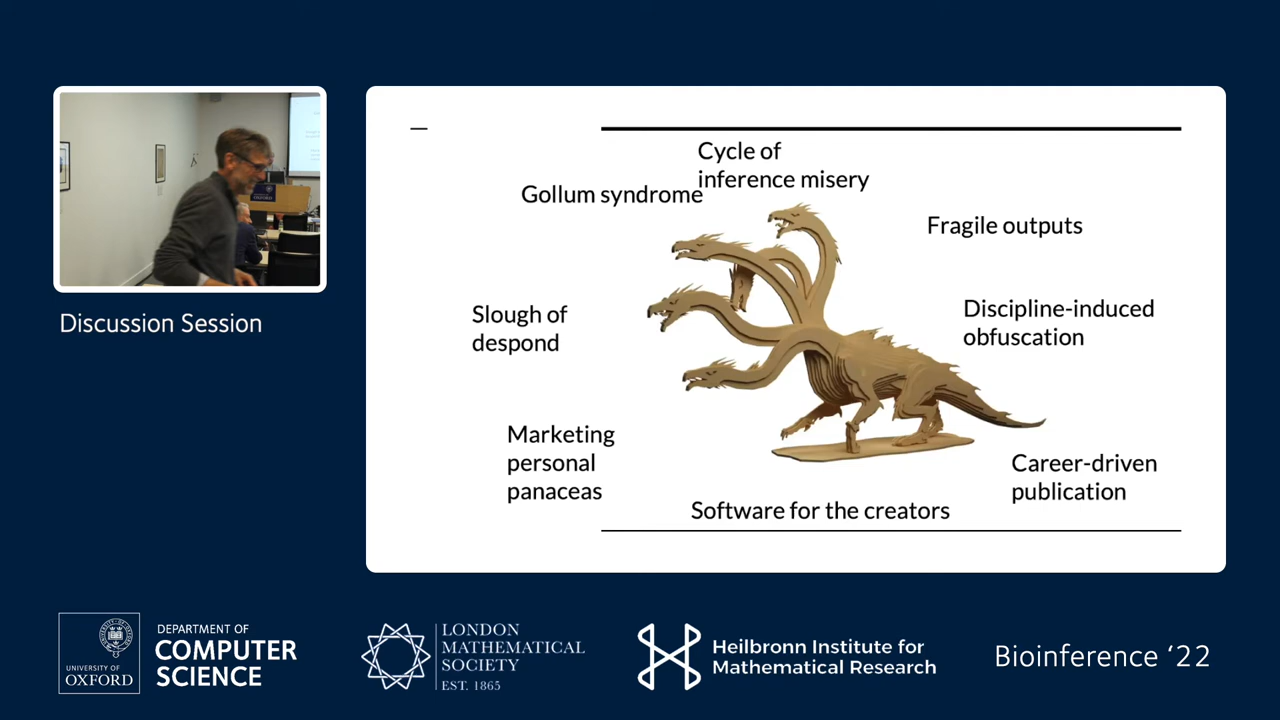 Cycle of
inference misery
Gollum syndrome
Fragile outputs
Slough of
despond
Discipline-induced
obfuscation
Marketing
personal
panaceas
Career-driven
publication
Software for the creators
Discussion Session
UNIVERSITY OF
OXFORD
DEPARTMENT OF
COMPUTER
SCIENCE
LONDON
MATHEMATICAL
SOCIETY
EST. 1865
Heilbronn Institute for
Mathematical Research
Bioinference ‘22